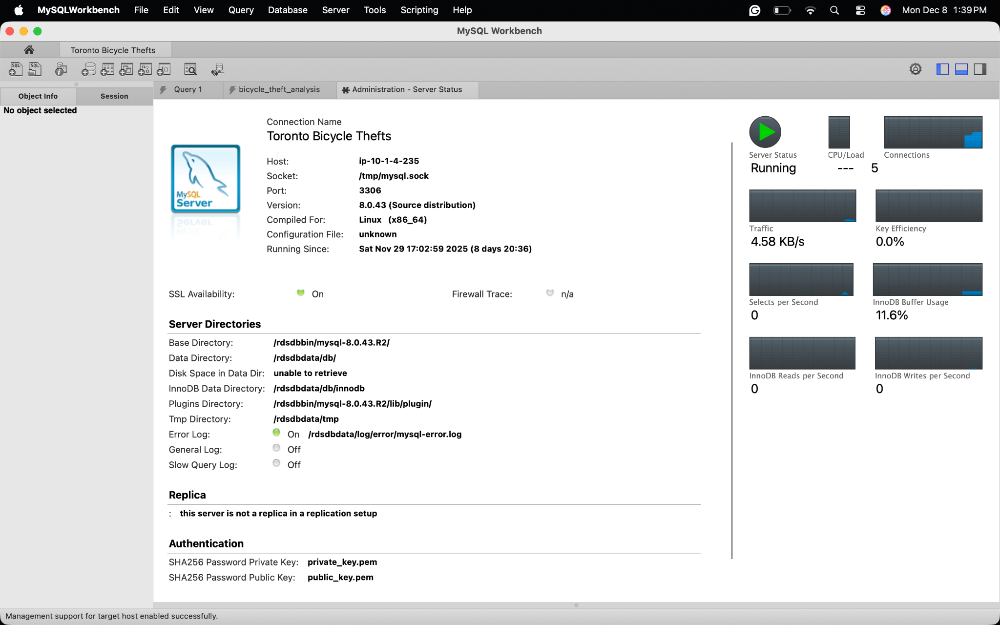 MySQLWorkbench File Edit View Query Database Server Tools Scripting Help Mon Dec 8 1:39 PM
MySQL Workbench
Toronto Bicycle Thefts
SQL SQL
Object Info Session
No object selected
Query 1 bicycle_theft_analysis Administration - Server Status
Connection Name
Toronto Bicycle Thefts
MySQL
Server
Host: ip-10-1-4-235
Socket: /tmp/mysql.sock
Port: 3306
Version: 8.0.43 (Source distribution)
Compiled For: Linux (x86_64)
Configuration File: unknown
Running Since: Sat Nov 29 17:02:59 2025 (8 days 20:36)
SSL Availability: On Firewall Trace: n/a
Server Directories
Base Directory: /rdsdbbin/mysql-8.0.43.R2/
Data Directory: /rdsdbdata/db/
Disk Space in Data Dir: unable to retrieve
InnoDB Data Directory: /rdsdbdata/db/innodb
Plugins Directory: /rdsdbbin/mysql-8.0.43.R2/lib/plugin/
Tmp Directory: /rdsdbdata/tmp
Error Log: On /rdsdbdata/log/error/mysql-error.log
General Log: Off
Slow Query Log: Off
Replica
: this server is not a replica in a replication setup
Authentication
SHA256 Password Private Key: private_key.pem
SHA256 Password Public Key: public_key.pem
Server Status CPU/Load Connections
Running --- 5
Traffic Key Efficiency
4.58 KB/s 0.0%
Selects per Second InnoDB Buffer Usage
0 11.6%
InnoDB Reads per Second InnoDB Writes per Second
0 0
Management support for target host enabled successfully.